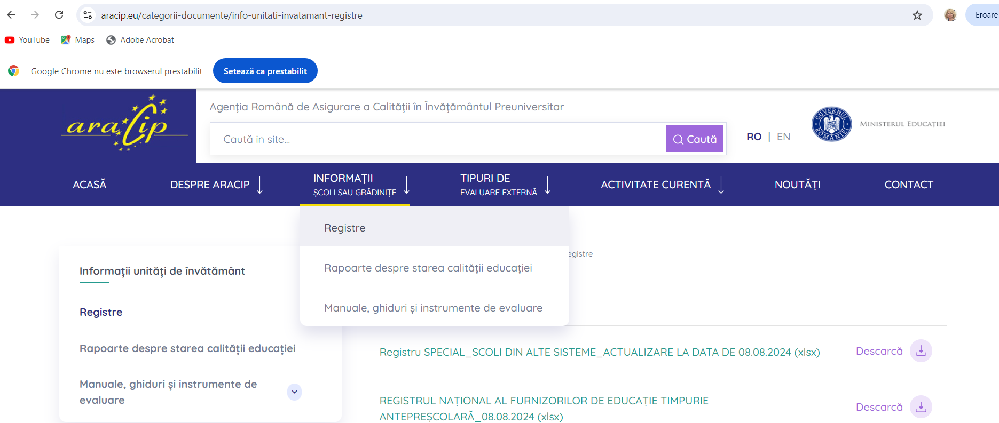 aracip.eu/categorii-documente/info-unitati-invatamant-registre
Eroare
YouTube
Maps
Adobe Acrobat
Google Chrome nu este browserul prestabilit
Setează ca prestabilit
aracip
Agenția Română de Asigurare a Calității în Învățământul Preuniversitar
Caută in site...
Caută
RO | EN
GUVERNUL ROMÂNIEI
MINISTERUL EDUCAȚIEI
ACASĂ
DESPRE ARACIP
INFORMAȚII
ȘCOLI SAU GRĂDINIȚE
TIPURI DE
EVALUARE EXTERNĂ
ACTIVITATE CURENTĂ
NOUTĂȚI
CONTACT
Registre
Rapoarte despre starea calității educației
Manuale, ghiduri și instrumente de evaluare
egistre
Informații unități de învătământ
Registre
Rapoarte despre starea calității educației
Manuale, ghiduri și instrumente de
evaluare
Registru SPECIAL_SCOLI DIN ALTE SISTEME_ACTUALIZARE LA DATA DE 08.08.2024 (xlsx)
Descarcă
REGISTRUL NAȚIONAL AL FURNIZORILOR DE EDUCAȚIE TIMPURIE
ANTEPREȘCOLARĂ_08.08.2024 (xlsx)
Descarcă